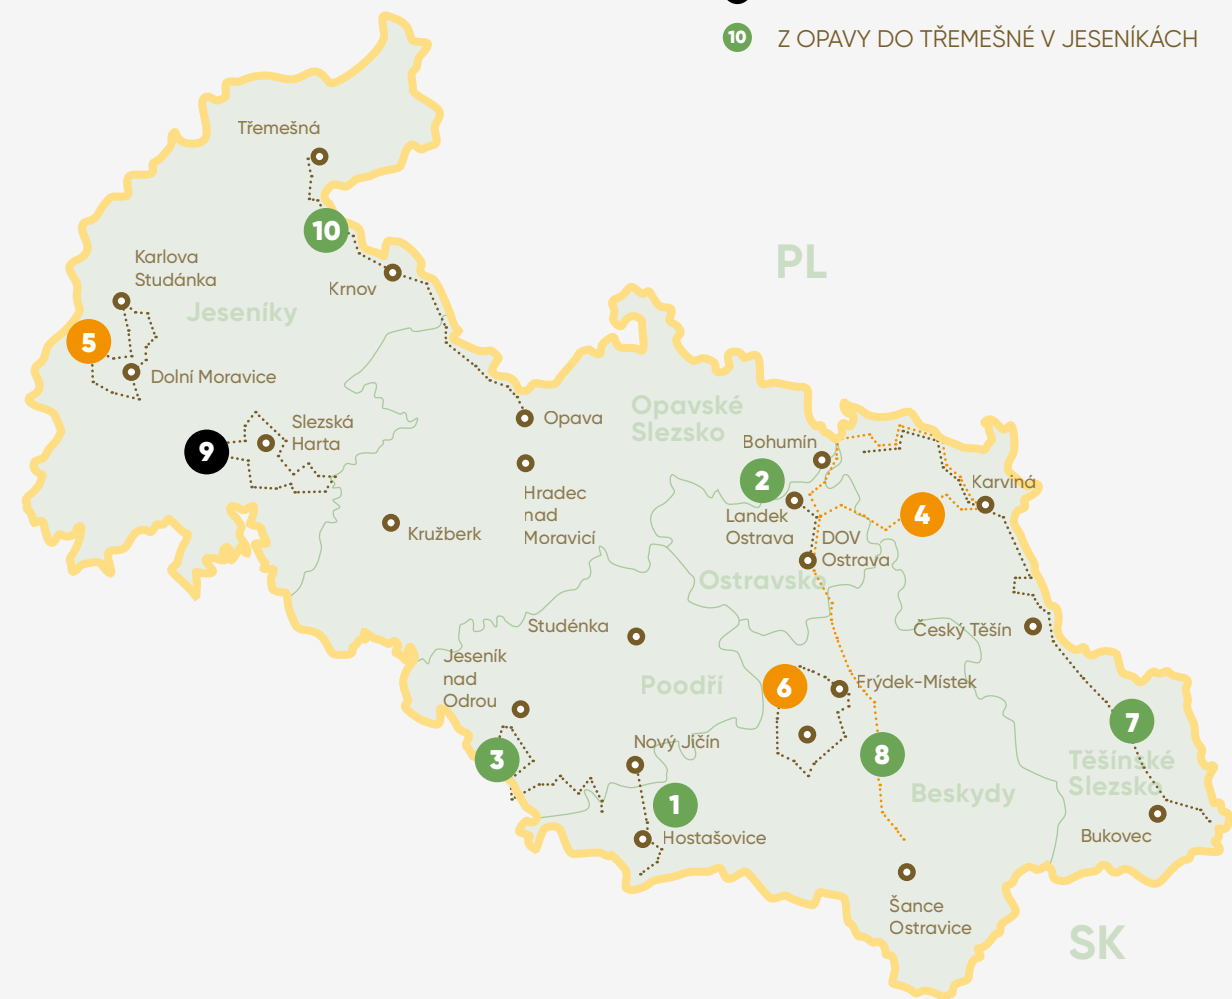 10 Z OPAVY DO TŘEMEŠNÉ V JESENÍKÁCH
Třemešná
10
Karlova
Studánka
PL
Krnov
Jeseníky
5
Dolní Moravice
Slezská
Harta
9
Opava
Opavské
Slezsko
Bohumín
2
Karviná
Hradec
nad
Moravicí
Landek
Ostrava
4
Kružberk
DOV
Ostrava
Ostravsko
Studénka
Český Těšín
Jeseník
nad
Odrou
Poodří
6
Frýdek-Místek
7
Nový Jičín
3
8
Těšínské
Slezsko
Beskydy
1
Hostašovice
Bukovec
Šance
Ostravice
SK